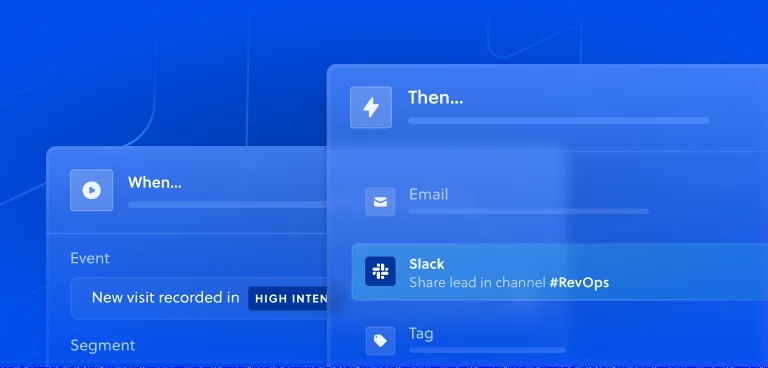 When...
Event
New visit recorded in HIGH INTEN
Segment
Then...
Email
Slack
Share lead in channel #RevOps
Tag